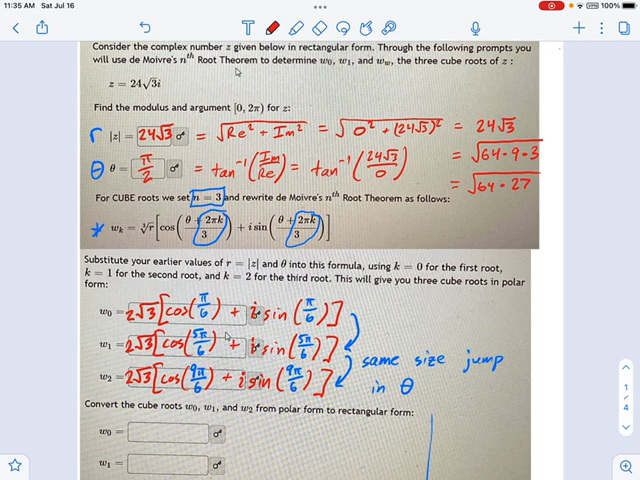 11:35 AM Sat Jul 16
VPN 100%
Consider the complex number z given below in rectangular form. Through the following prompts you
will use de Moivre's nᵗʰ Root Theorem to determine w₀, w₁, and w_w, the three cube roots of z :
z = 24√3i
Find the modulus and argument [0, 2π) for z:
r |z| = 24√3 = √(Re² + Im²) = √(0² + (24√3)²) = 24√3
θ θ = π/2 = tan⁻¹(Im/Re) = tan⁻¹(24√3/0) = √64·9·3
= √64·27
For CUBE roots we set n = 3 and rewrite de Moivre's nᵗʰ Root Theorem as follows:
* w_k = ∛r[cos((θ + 2πk)/3) + i sin((θ + 2πk)/3)]
Substitute your earlier values of r = |z| and θ into this formula, using k = 0 for the first root,
k = 1 for the second root, and k = 2 for the third root. This will give you three cube roots in polar
form:
w0 = 2√3[cos(π/6) + i sin(π/6)]
w₁ = 2√3[cos(5π/6) + i sin(5π/6)]
same size jump
w₂ = 2√3[cos(9π/6) + i sin(9π/6)]
in θ
Convert the cube roots w₀, w₁, and w₂ from polar form to rectangular form:
w₀ =
w₁ =
1
4